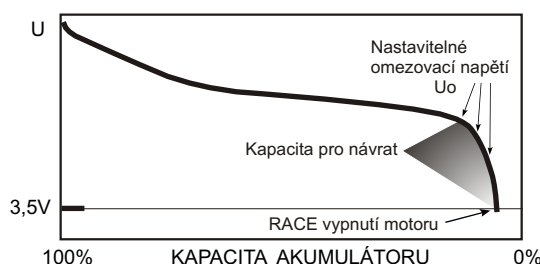 U
Nastavitelné
omezovací napětí
Uo
Kapacita pro návrat
3,5V
RACE vypnutí motoru
100% KAPACITA AKUMULÁTORU 0%